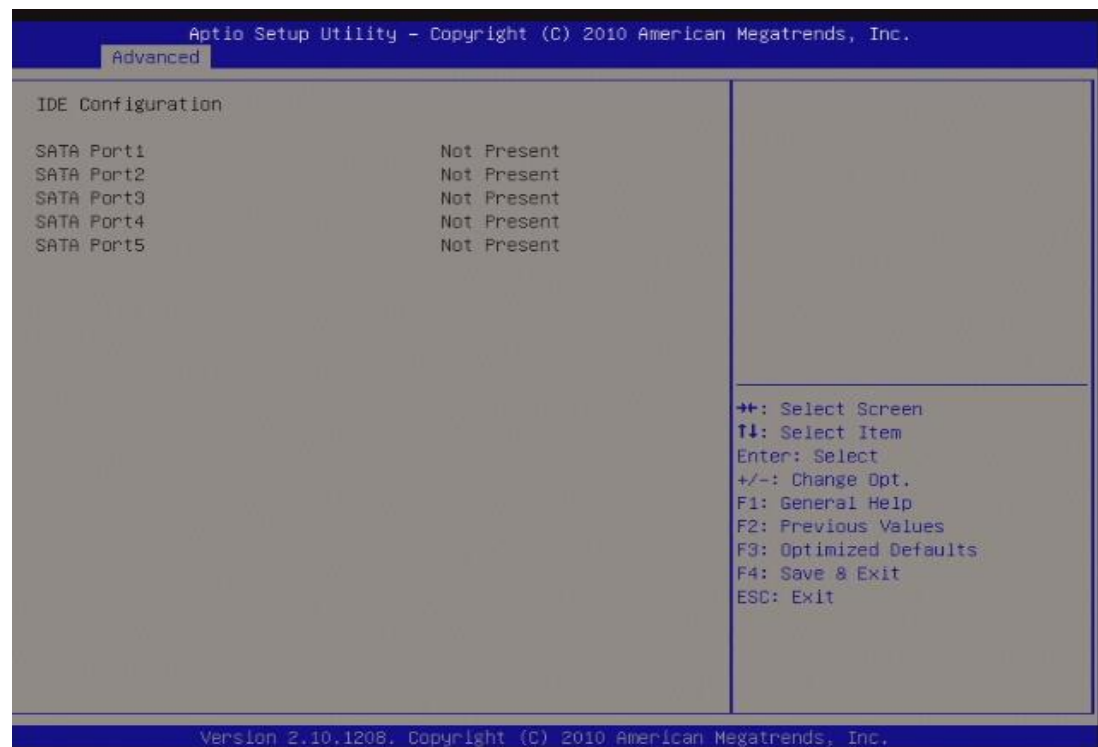 Aptio Setup Utility – Copyright (C) 2010 American Megatrends, Inc.
Advanced
IDE Configuration
SATA Port1 Not Present
SATA Port2 Not Present
SATA Port3 Not Present
SATA Port4 Not Present
SATA Port5 Not Present
→←: Select Screen
↑↓: Select Item
Enter: Select
+/-: Change Opt.
F1: General Help
F2: Previous Values
F3: Optimized Defaults
F4: Save & Exit
ESC: Exit
Version 2.10.1208. Copyright (C) 2010 American Megatrends, Inc.